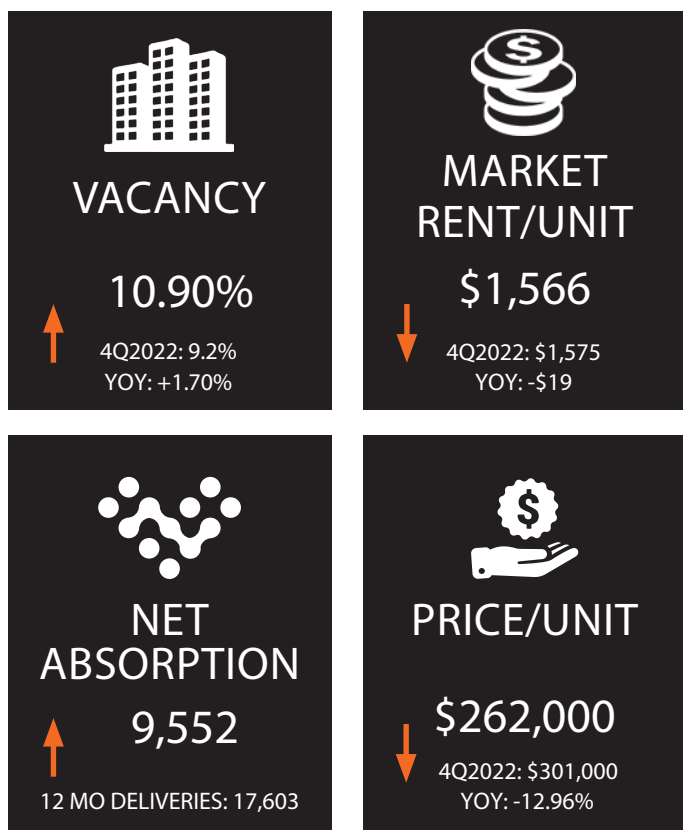 VACANCY
10.90%
4Q2022: 9.2%
YOY: +1.70%
$
MARKET
RENT/UNIT
$1,566
4Q2022: $1,575
YOY: -$19
NET
ABSORPTION
9,552
12 MO DELIVERIES: 17,603
$
PRICE/UNIT
$262,000
4Q2022: $301,000
YOY: -12.96%